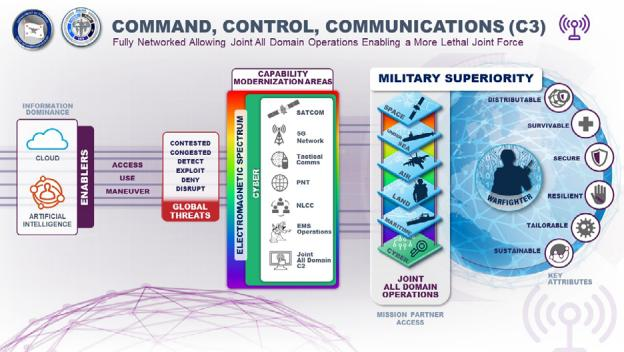 COMMAND, CONTROL, COMMUNICATIONS (C3)
Fully Networked Allowing Joint All Domain Operations Enabling a More Lethal Joint Force
INFORMATION
DOMINANCE
CLOUD
ARTIFICIAL
INTELLIGENCE
ENABLERS
ACCESS
USE
MANEUVER
CONTESTED
CONGESTED
DETECT
EXPLOIT
DENY
DISRUPT
GLOBAL
THREATS
CAPABILITY
MODERNIZATION AREAS
ELECTROMAGNETIC SPECTRUM
CYBER
SATCOM
5G
Network
Tactical
Comms
PNT
NLCC
EMS
Operations
Joint
All Domain
C2
MILITARY SUPERIORITY
SPACE
UNDER
SEA
AIR
LAND
MARITIME
CYBER
JOINT
ALL DOMAIN
OPERATIONS
MISSION PARTNER
ACCESS
WARFIGHTER
DISTRIBUTABLE
SURVIVABLE
SECURE
RESILIENT
TAILORABLE
SUSTAINABLE
KEY
ATTRIBUTES